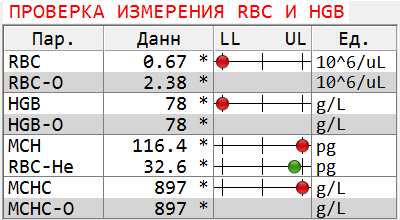 ПРОВЕРКА ИЗМЕРЕНИЯ RBC И HGB
Пар. Данн LL UL Ед.
RBC 0.67 * 10^6/uL
RBC-O 2.38 * 10^6/uL
HGB 78 * g/L
HGB-O 78 * g/L
MCH 116.4 * pg
RBC-He 32.6 * pg
MCHC 897 * g/L
MCHC-O 897 * g/L